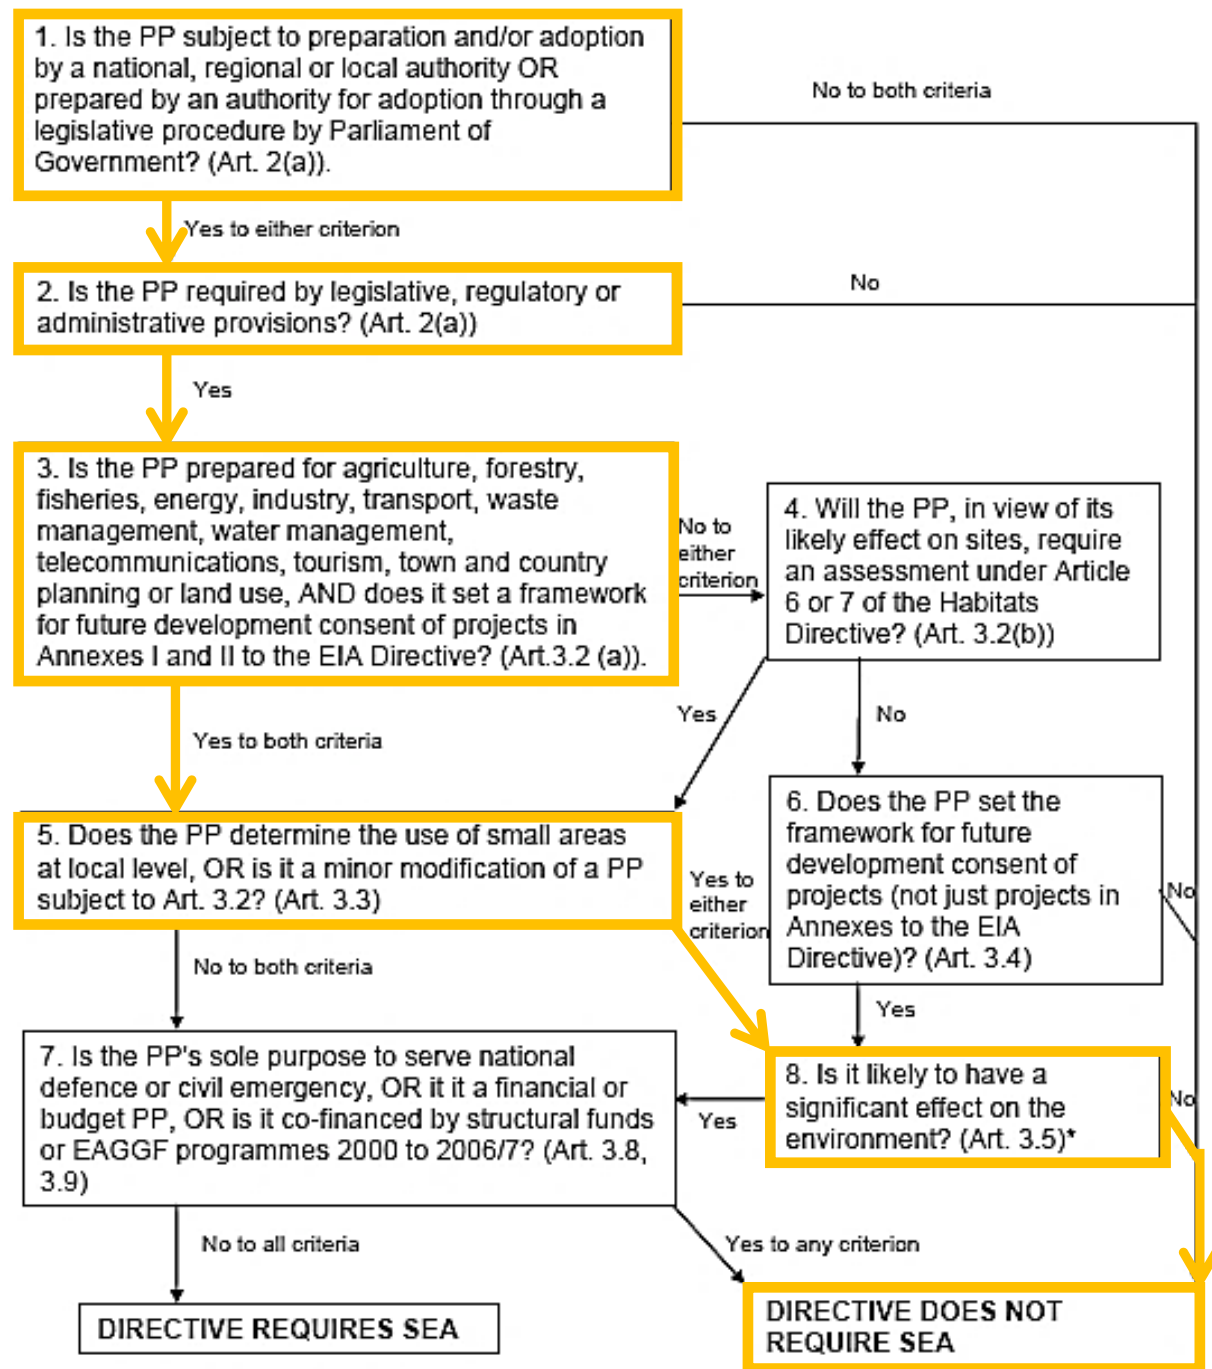 1. Is the PP subject to preparation and/or adoption
by a national, regional or local authority OR
prepared by an authority for adoption through a
legislative procedure by Parliament of
Government? (Art. 2(a)).
No to both criteria
Yes to either criterion
2. Is the PP required by legislative, regulatory or
administrative provisions? (Art. 2(a))
No
Yes
3. Is the PP prepared for agriculture, forestry,
fisheries, energy, industry, transport, waste
management, water management,
telecommunications, tourism, town and country
planning or land use, AND does it set a framework
for future development consent of projects in
Annexes I and II to the EIA Directive? (Art.3.2 (a)).
No to
either
criterion
4. Will the PP, in view of its
likely effect on sites, require
an assessment under Article
6 or 7 of the Habitats
Directive? (Art. 3.2(b))
Yes
No
Yes to both criteria
5. Does the PP determine the use of small areas
at local level, OR is it a minor modification of a PP
subject to Art. 3.2? (Art. 3.3)
Yes to
either
criterion
6. Does the PP set the
framework for future
development consent of
projects (not just projects in
Annexes to the EIA
Directive)? (Art. 3.4)
No
No to both criteria
Yes
7. Is the PP's sole purpose to serve national
defence or civil emergency, OR it it a financial or
budget PP, OR is it co-financed by structural funds
or EAGGF programmes 2000 to 2006/7? (Art. 3.8,
3.9)
Yes
8. Is it likely to have a
significant effect on the
environment? (Art. 3.5)*
No
No to all criteria
Yes to any criterion
DIRECTIVE REQUIRES SEA
DIRECTIVE DOES NOT
REQUIRE SEA